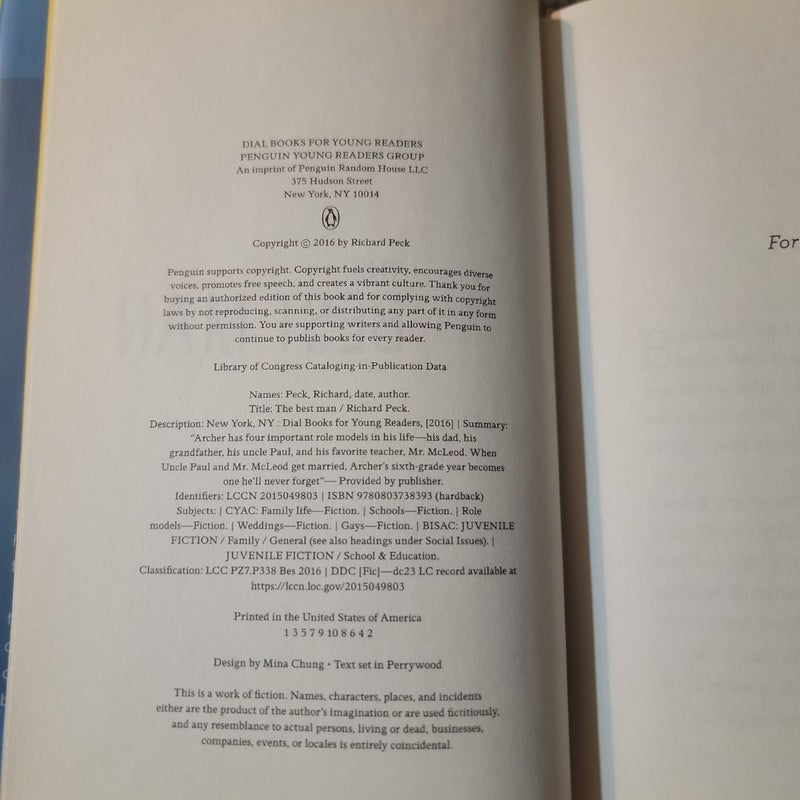 DIAL BOOKS FOR YOUNG READERS
PENGUIN YOUNG READERS GROUP
An imprint of Penguin Random House LLC
375 Hudson Street
New York, NY 10014
Copyright © 2016 by Richard Peck
Penguin supports copyright. Copyright fuels creativity, encourages diverse
voices, promotes free speech, and creates a vibrant culture. Thank you for
buying an authorized edition of this book and for complying with copyright
laws by not reproducing, scanning, or distributing any part of it in any form
without permission. You are supporting writers and allowing Penguin to
continue to publish books for every reader.
Library of Congress Cataloging-in-Publication Data
Names: Peck, Richard, date, author.
Title: The best man / Richard Peck.
Description: New York, NY : Dial Books for Young Readers, [2016] | Summary:
"Archer has four important role models in his life—his dad, his
grandfather, his uncle Paul, and his favorite teacher, Mr. McLeod. When
Uncle Paul and Mr. McLeod get married, Archer's sixth-grade year becomes
one he'll never forget"— Provided by publisher.
Identifiers: LCCN 2015049803 | ISBN 9780803738393 (hardback)
Subjects: | CYAC: Family life—Fiction. | Schools—Fiction. | Role
models—Fiction. | Weddings—Fiction. | Gays—Fiction. | BISAC: JUVENILE
FICTION / Family / General (see also headings under Social Issues). |
JUVENILE FICTION / School & Education.
Classification: LCC PZ7.P338 Bes 2016 | DDC [Fic]—dc23 LC record available at
https://lccn.loc.gov/2015049803
Printed in the United States of America
1 3 5 7 9 10 8 6 4 2
Design by Mina Chung • Text set in Perrywood
This is a work of fiction. Names, characters, places, and incidents
either are the product of the author's imagination or are used fictitiously,
and any resemblance to actual persons, living or dead, businesses,
companies, events, or locales is entirely coincidental.
For